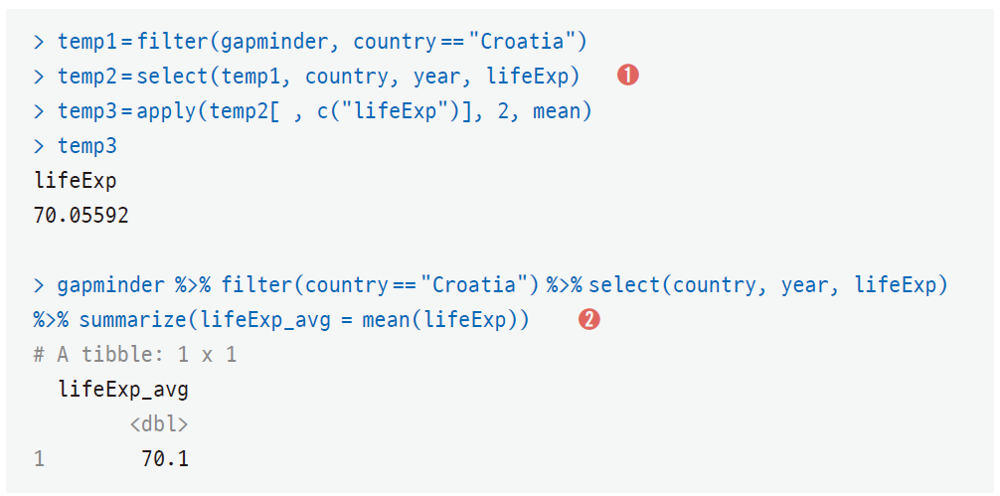 > temp1=filter(gapminder, country=="Croatia")
> temp2=select(temp1, country, year, lifeExp) 1
> temp3=apply(temp2[ , c("lifeExp")], 2, mean)
> temp3
lifeExp
70.05592
> gapminder %>% filter(country=="Croatia") %>% select(country, year, lifeExp)
%>% summarize(lifeExp_avg = mean(lifeExp)) 2
# A tibble: 1 x 1
lifeExp_avg
<dbl>
1 70.1